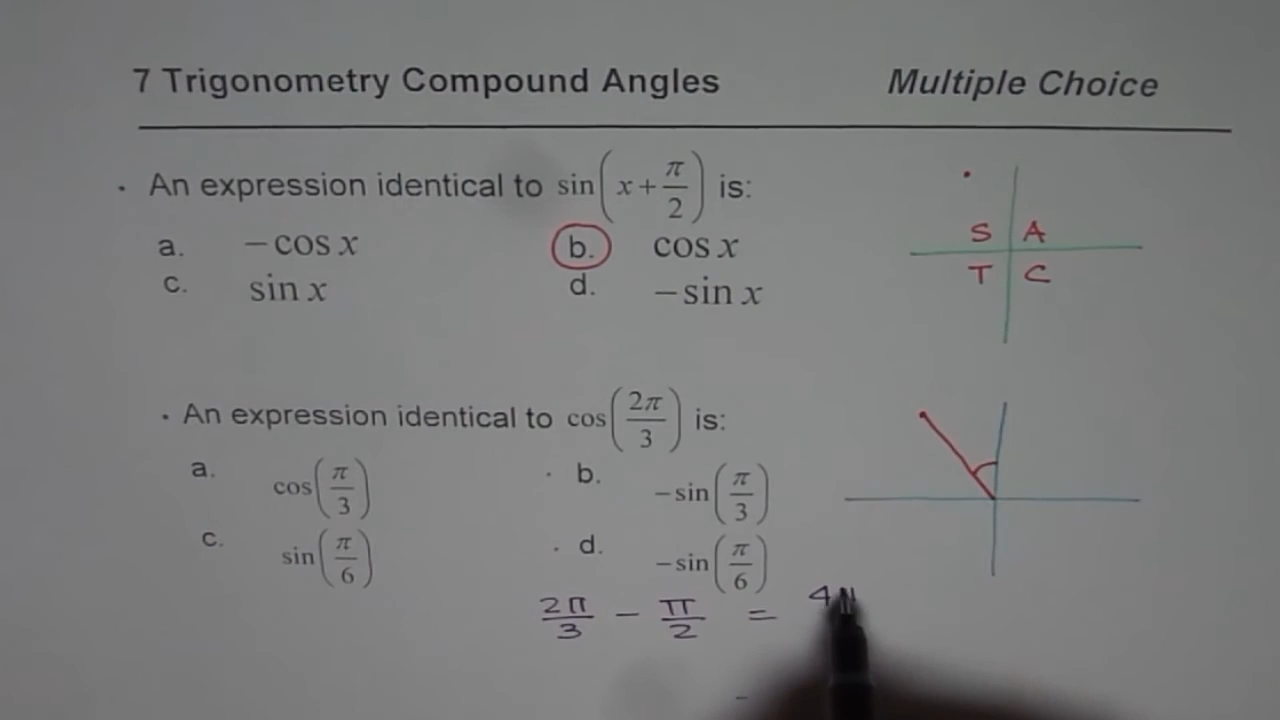 7 Trigonometry Compound Angles Multiple Choice
· An expression identical to sin(x + π/2) is:
a. −cos x b. cos x
c. sin x d. −sin x
S A
T C
· An expression identical to cos(2π/3) is:
a. cos(π/3) · b. −sin(π/3)
c. sin(π/6) · d. −sin(π/6)
2π/3 − π/2 = 4